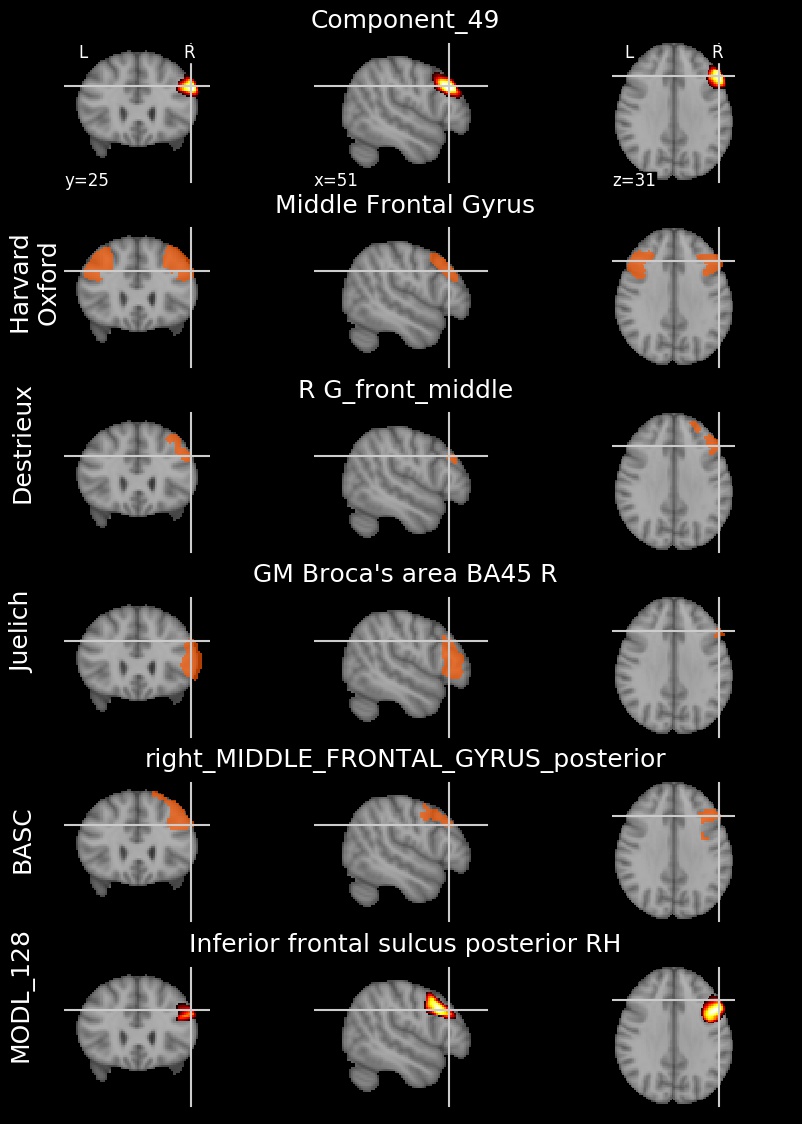 Component_49
L R L R
y=25 x=51 z=31
Middle Frontal Gyrus
Harvard
Oxford
R G_front_middle
Destrieux
GM Broca's area BA45 R
Juelich
right_MIDDLE_FRONTAL_GYRUS_posterior
BASC
Inferior frontal sulcus posterior RH
MODL_128